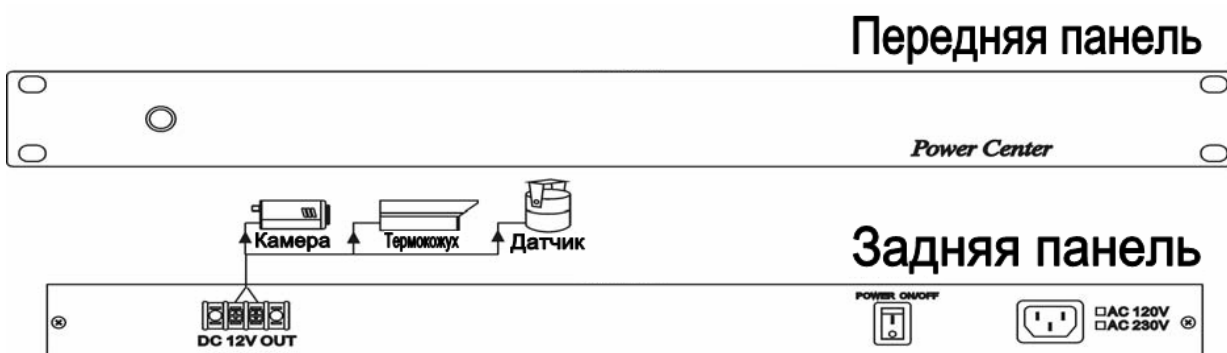 Передняя панель
Power Center
Камера
Термокожух
Датчик
Задняя панель
DC 12V OUT
POWER ON/OFF
□AC 120V
□AC 230V